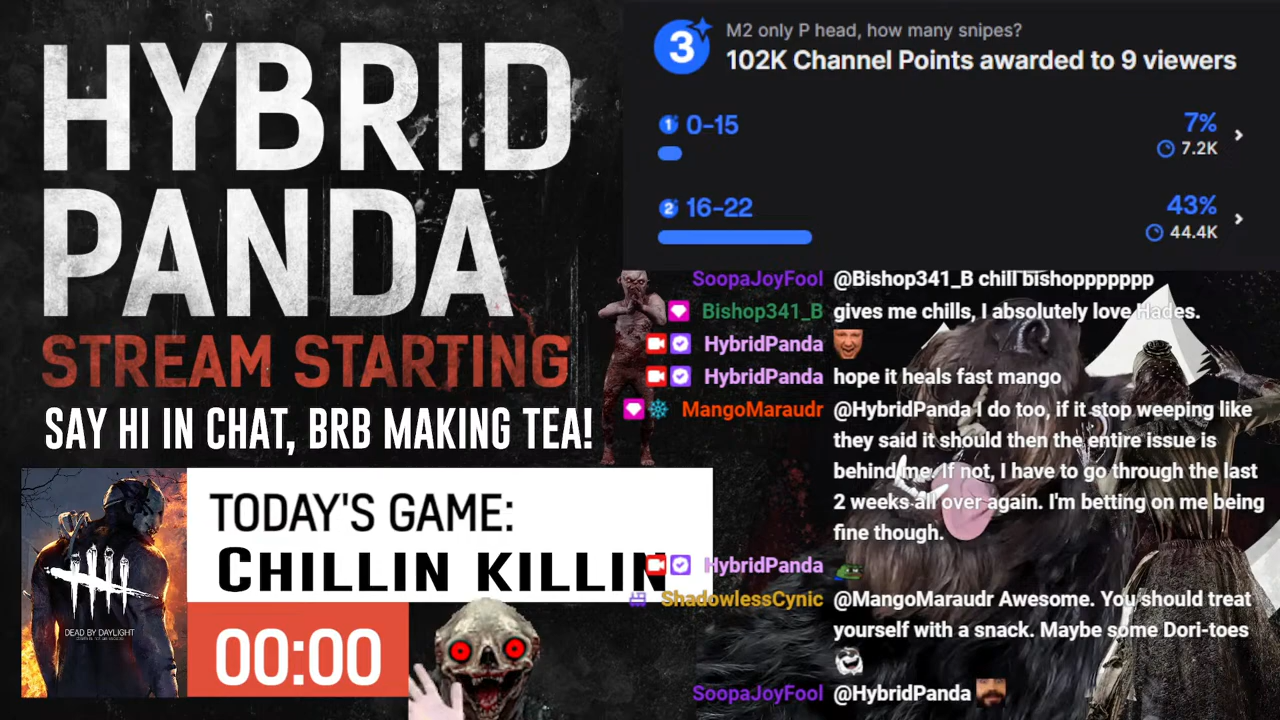 HYBRID
PANDA
STREAM STARTING
SAY HI IN CHAT, BRB MAKING TEA!
DEAD BY DAYLIGHT
TODAY'S GAME:
CHILLIN KILLIN
00:00
3
M2 only P head, how many snipes?
102K Channel Points awarded to 9 viewers
1 0-15
7%
7.2K
2 16-22
43%
44.4K
SoopaJoyFool @Bishop341_B chill bishoppppppp
Bishop341_B gives me chills, I absolutely love Hades.
HybridPanda
HybridPanda hope it heals fast mango
MangoMaraudr @HybridPanda I do too, if it stop weeping like
they said it should then the entire issue is
behind me. If not, I have to go through the last
2 weeks all over again. I'm betting on me being
fine though.
HybridPanda
ShadowlessCynic @MangoMaraudr Awesome. You should treat
yourself with a snack. Maybe some Dori-toes
SoopaJoyFool @HybridPanda